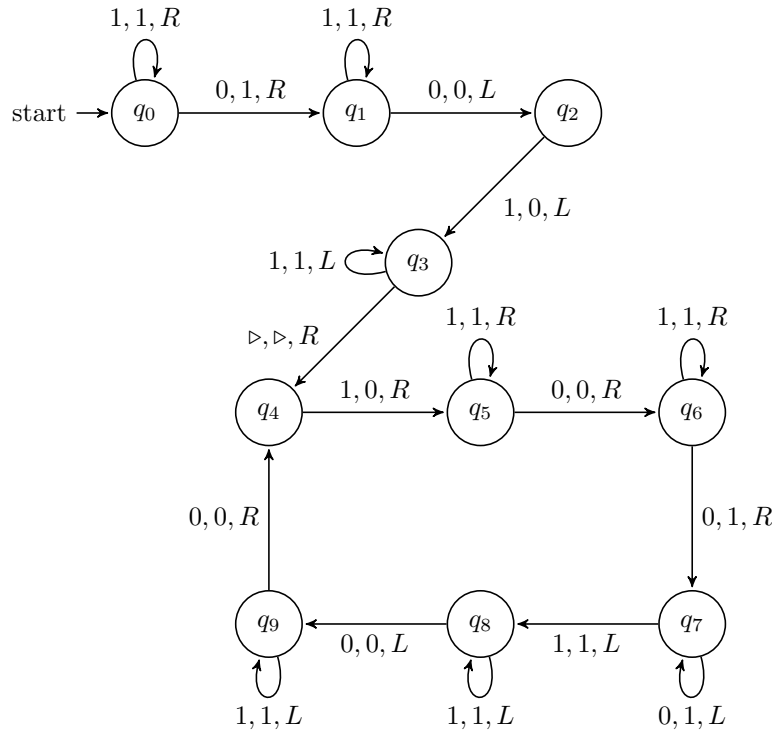 1, 1, R 1, 1, R
start q0 0, 1, R q1 0, 0, L q2
1, 0, L
1, 1, L q3
▷, ▷, R 1, 1, R 1, 1, R
q4 1, 0, R q5 0, 0, R q6
0, 0, R 0, 1, R
q9 0, 0, L q8 1, 1, L q7
1, 1, L 1, 1, L 0, 1, L